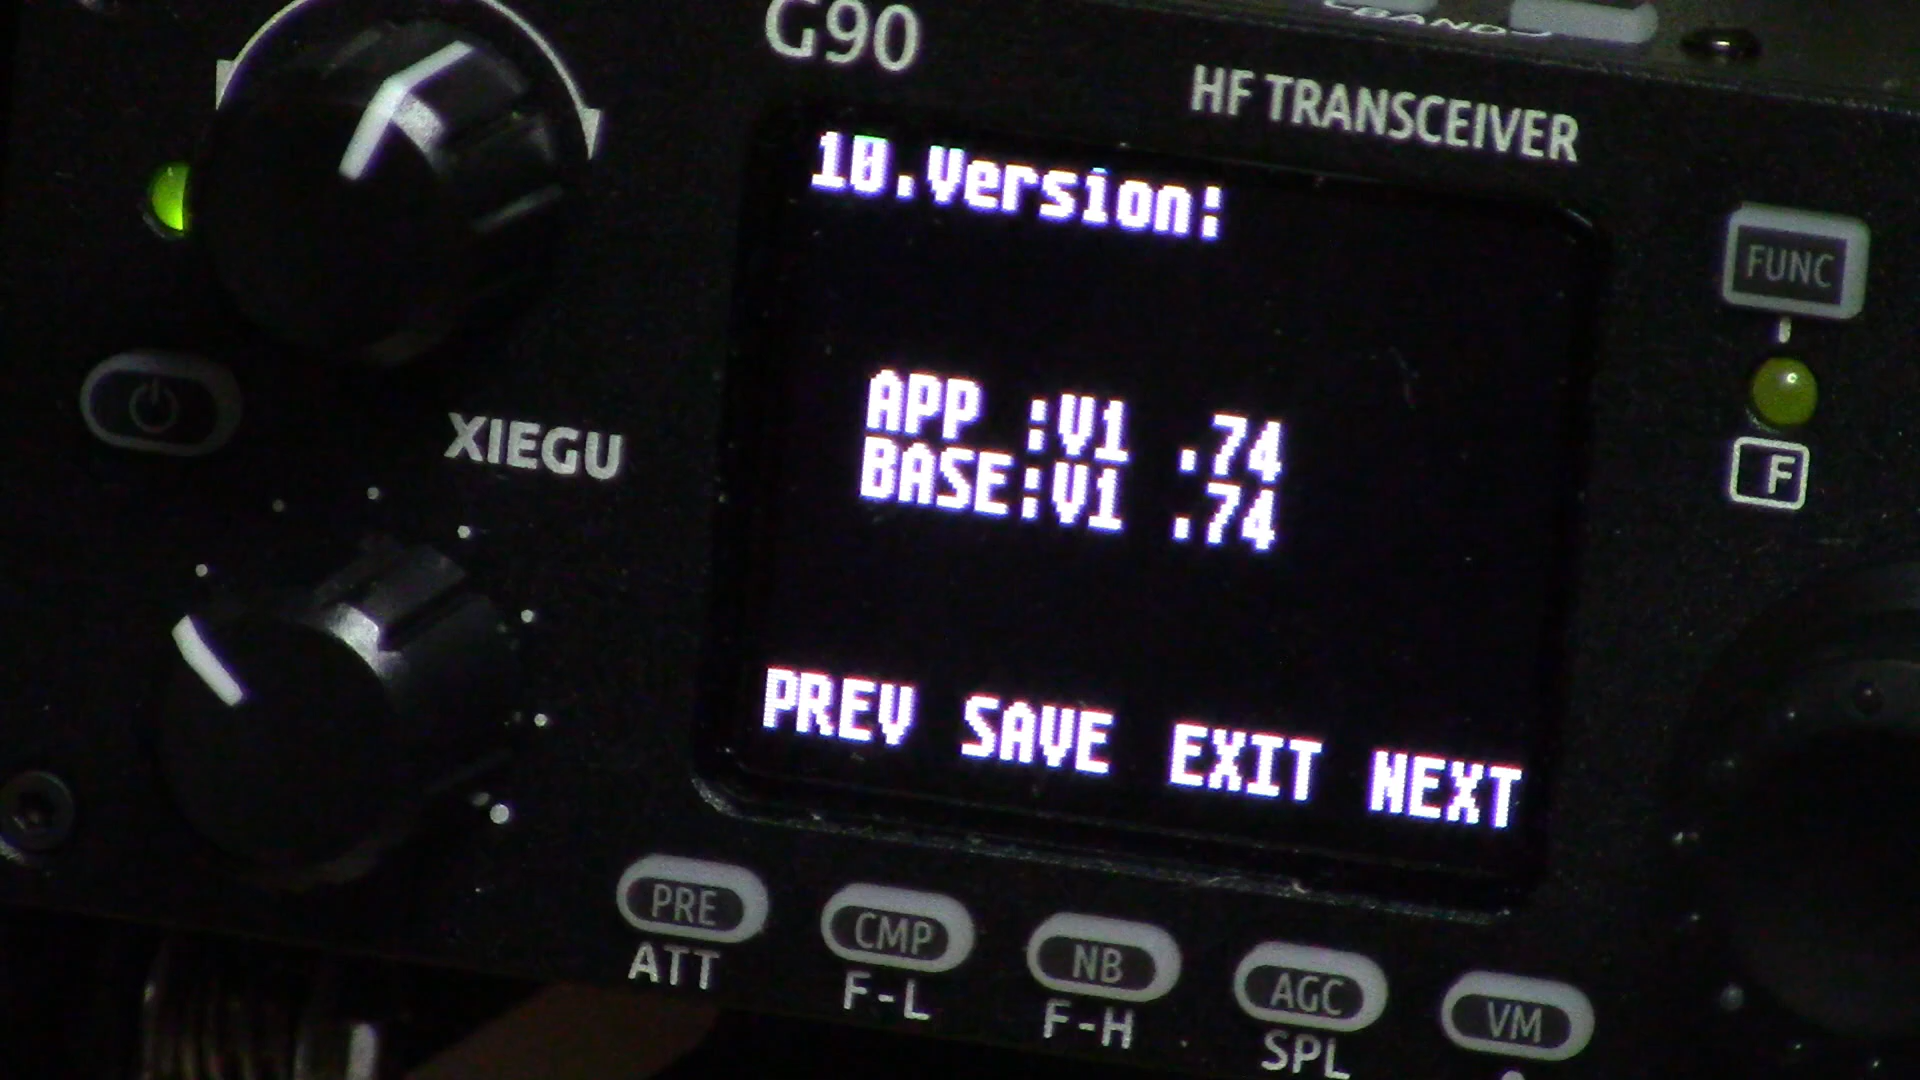 BAND
G90
HF TRANSCEIVER
10.Version:
FUNC
APP :V1 .74
BASE:V1 .74
F
XIEGU
PREV SAVE EXIT NEXT
PRE CMP NB AGC VM
ATT F-L F-H SPL